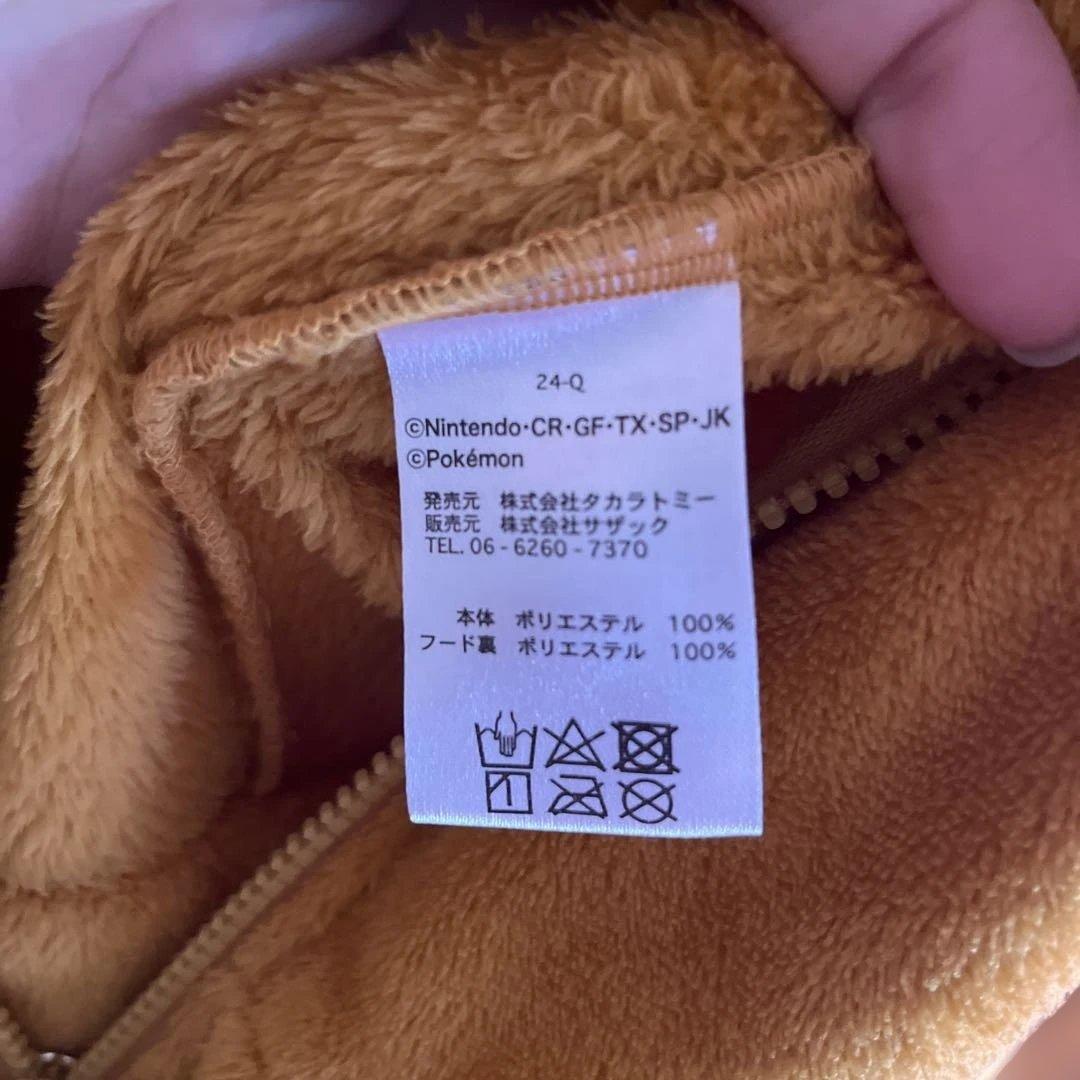 24-Q
©Nintendo・CR・GF・TX・SP・JK
©Pokémon
発売元 株式会社タカラトミー
販売元 株式会社サザック
TEL. 06-6260-7370
本体 ポリエステル 100%
フード裏 ポリエステル 100%